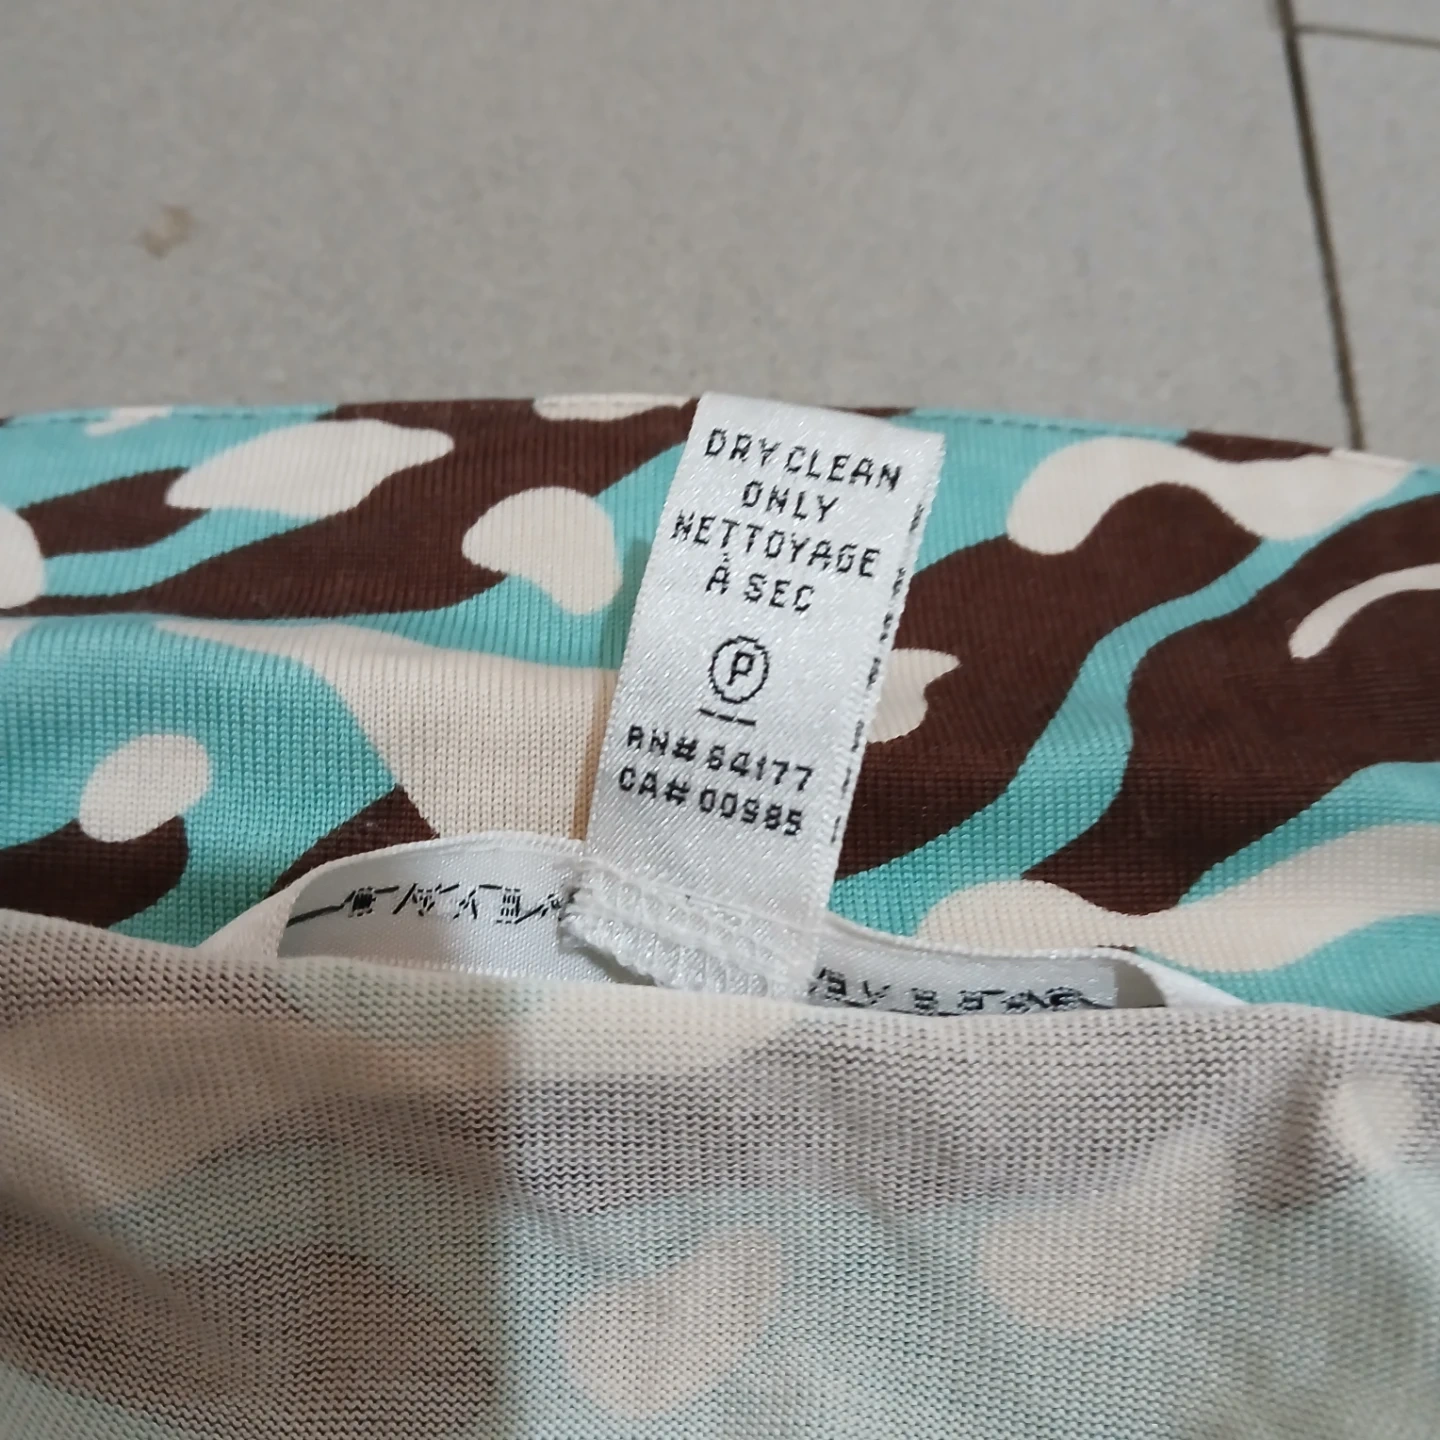 DRY CLEAN
ONLY
NETTOYAGE
À SEC
P
RN# 64177
CA# 00985